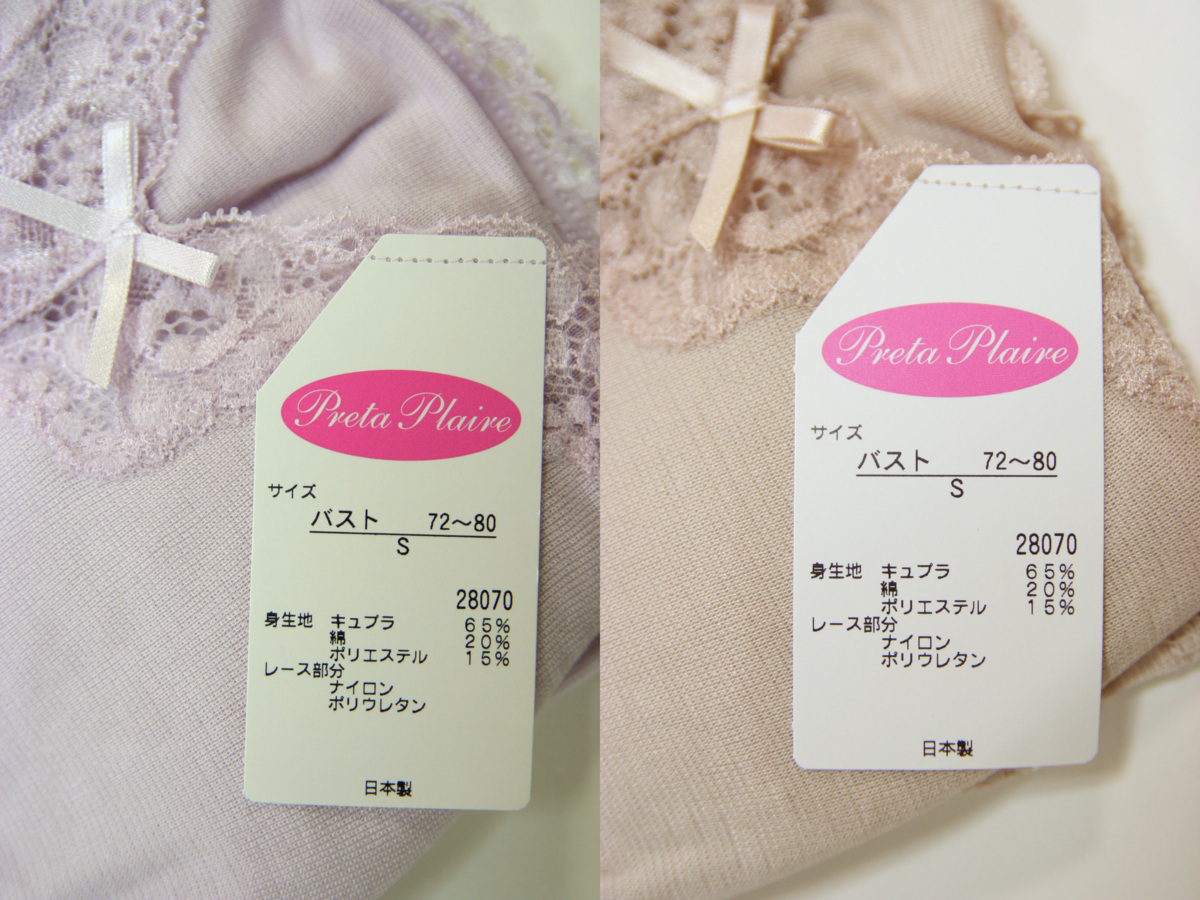 Preta Plaire
サイズ
バスト 72～80
S
28070
身生地 キュプラ 65%
綿 20%
ポリエステル 15%
レース部分
ナイロン
ポリウレタン
日本製
Preta Plaire
サイズ
バスト 72～80
S
28070
身生地 キュプラ 65%
綿 20%
ポリエステル 15%
レース部分
ナイロン
ポリウレタン
日本製